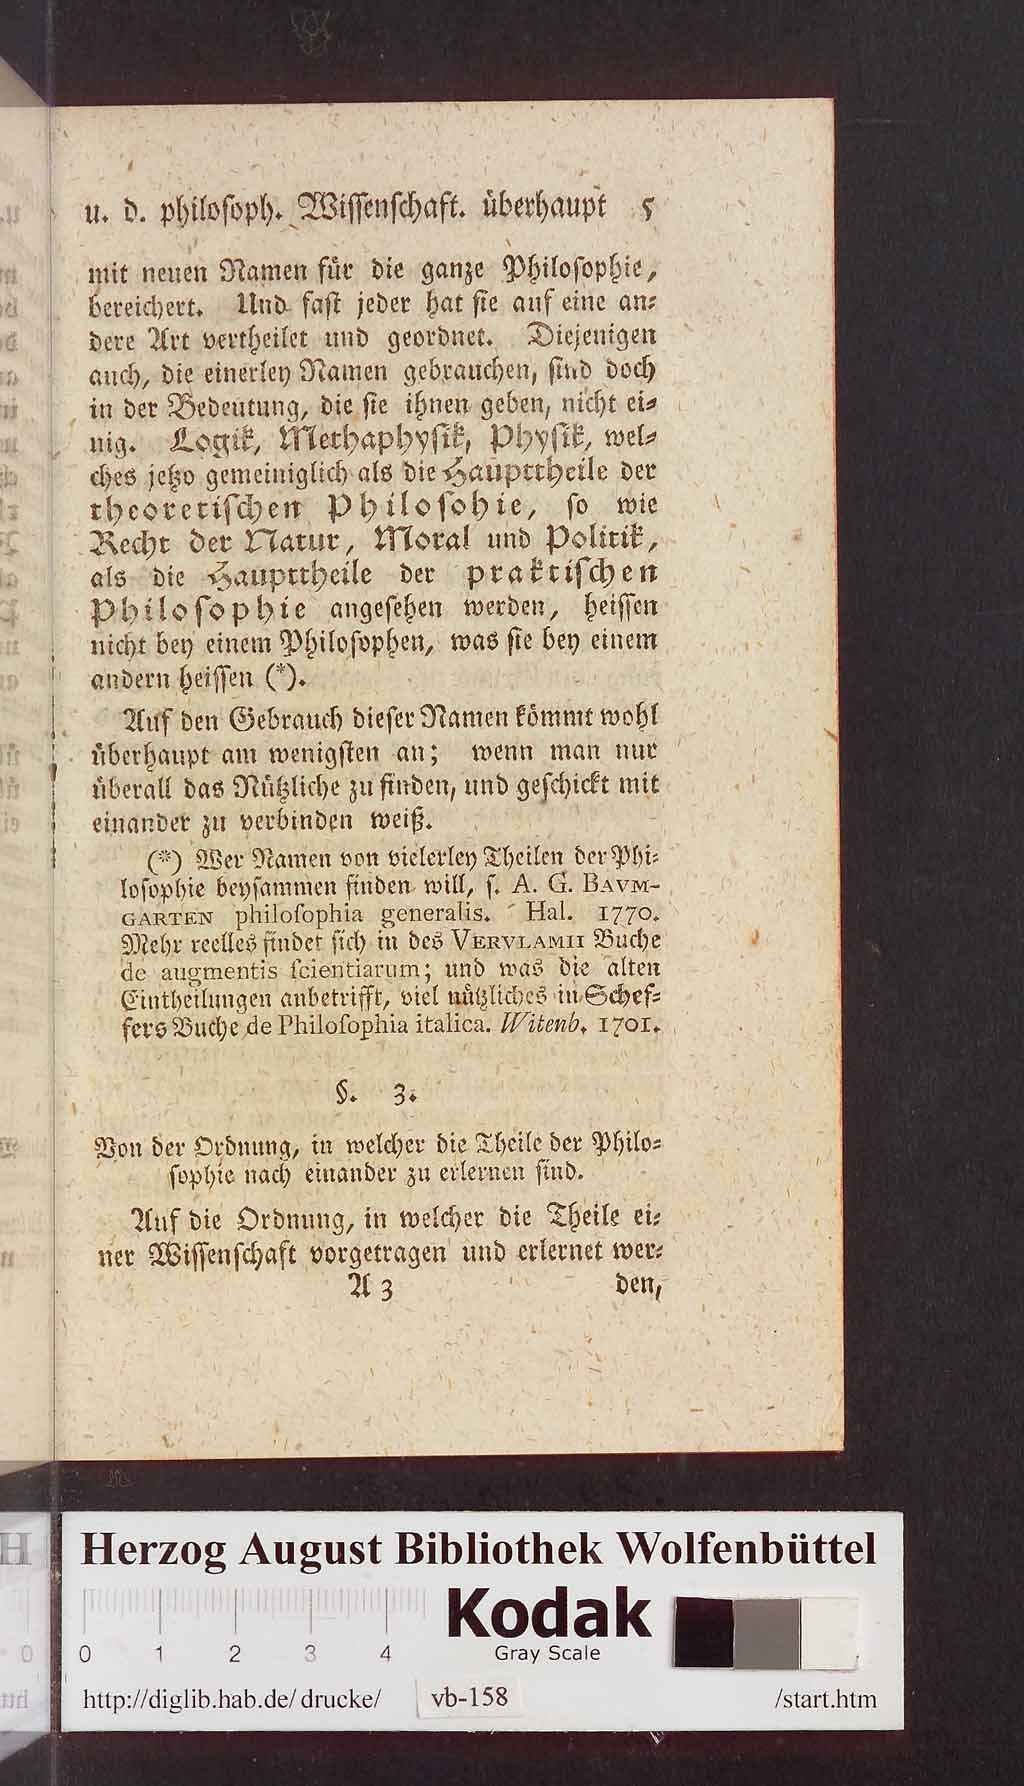 u. d. philosoph. Wissenschaft. überhaupt 5
mit neuen Namen für die ganze Philosophie,
bereichert. Und fast jeder hat sie auf eine an-
dere Art vertheilet und geordnet. Diejenigen
auch, die einerley Namen gebrauchen, sind doch
in der Bedeutung, die sie ihnen geben, nicht ei-
nig. Logik, Methaphysik, Physik, wel-
ches jetzo gemeiniglich als die Haupttheile der
theoretischen Philosohie, so wie
Recht der Natur, Moral und Politik,
als die Haupttheile der praktischen
Philosophie angesehen werden, heissen
nicht bey einem Philosophen, was sie bey einem
andern heissen (*).
Auf den Gebrauch dieser Namen kömmt wohl
überhaupt am wenigsten an; wenn man nur
überall das Nützliche zu finden, und geschickt mit
einander zu verbinden weiß.
(*) Wer Namen von vielerley Theilen der Phi-
losophie beysammen finden will, s. A. G. BAVM-
GARTEN philosophia generalis. Hal. 1770.
Mehr reelles findet sich in des VERVLAMII Buche
de augmentis scientiarum; und was die alten
Eintheilungen anbetrifft, viel nützliches in Schef-
fers Buche de Philosophia italica. Witenb. 1701.
§. 3.
Von der Ordnung, in welcher die Theile der Philo-
sophie nach einander zu erlernen sind.
Auf die Ordnung, in welcher die Theile ei-
ner Wissenschaft vorgetragen und erlernet wer-
A 3 den,
Herzog August Bibliothek Wolfenbüttel
Kodak
0 1 2 3 4 Gray Scale
http://diglib.hab.de/drucke/ vb-158 /start.htm